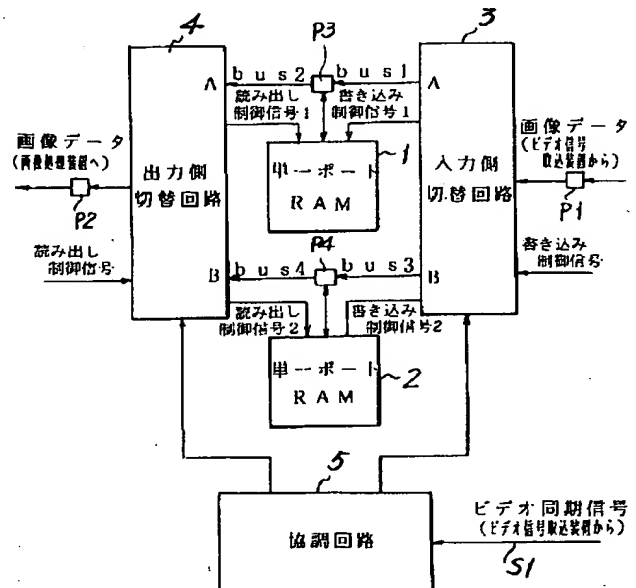 4
P3
3
bus2
bus1
A
A
読み出し
制御信号1
書き込み
制御信号1
画像データ
(画像処理装置へ)
出力側
切替回路
単一ポート
RAM
1
入力側
切替回路
画像データ
(ビデオ信号
取込装置から)
P2
P1
P4
読み出し
制御信号
B
bus4
bus3
B
書き込み
制御信号
読み出し
制御信号2
書き込み
制御信号2
単一ポート
RAM
2
5
協調回路
ビデオ同期信号
(ビデオ信号取込装置から)
S1